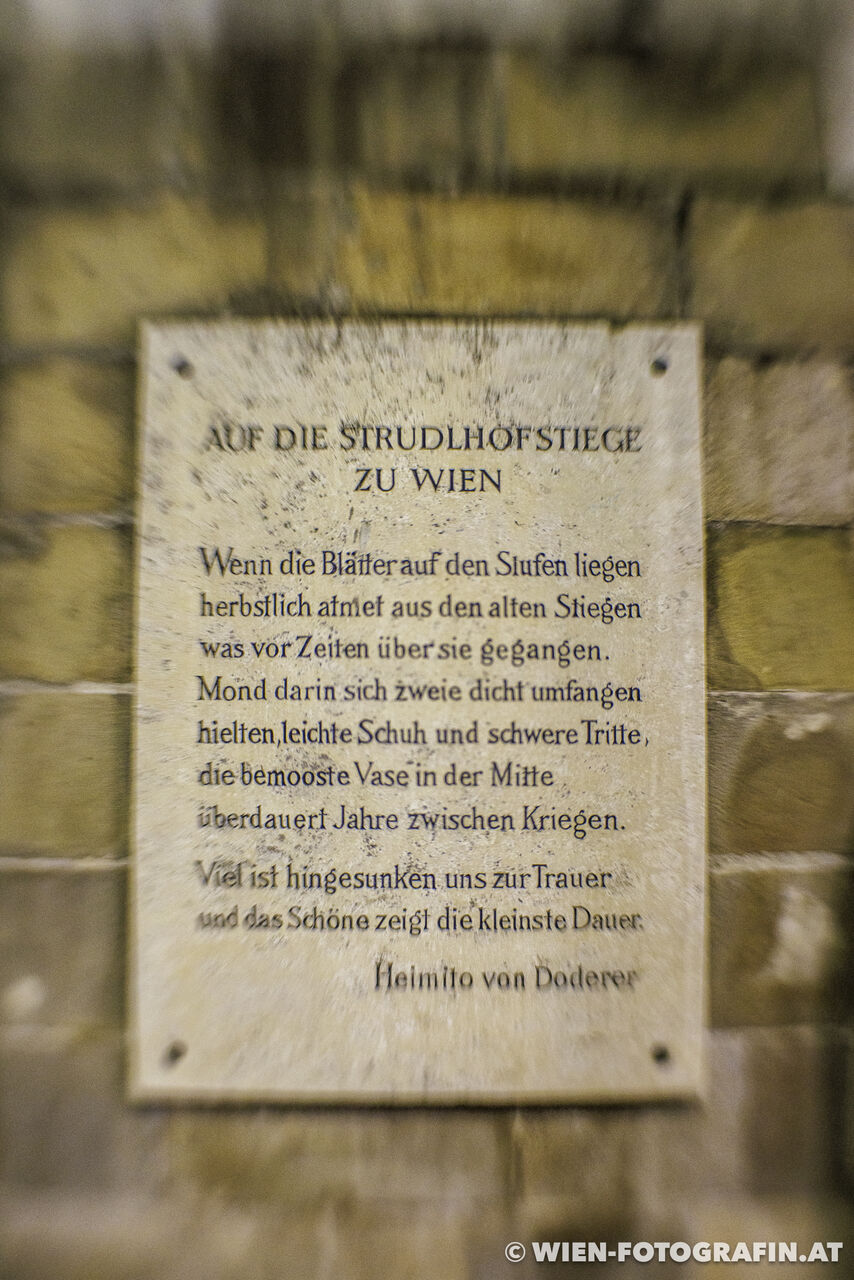 AUF DIE STRUDLHOFSTIEGE
ZU WIEN
Wenn die Blätter auf den Stufen liegen
herbstlich atmet aus den alten Stiegen
was vor Zeiten über sie gegangen.
Mond darin sich zweie dicht umfangen
hielten, leichte Schuh und schwere Tritte,
die bemooste Vase in der Mitte
überdauert Jahre zwischen Kriegen.
Viel ist hingesunken uns zur Trauer
und das Schöne zeigt die kleinste Dauer.
Heimito von Doderer
© WIEN-FOTOGRAFIN.AT